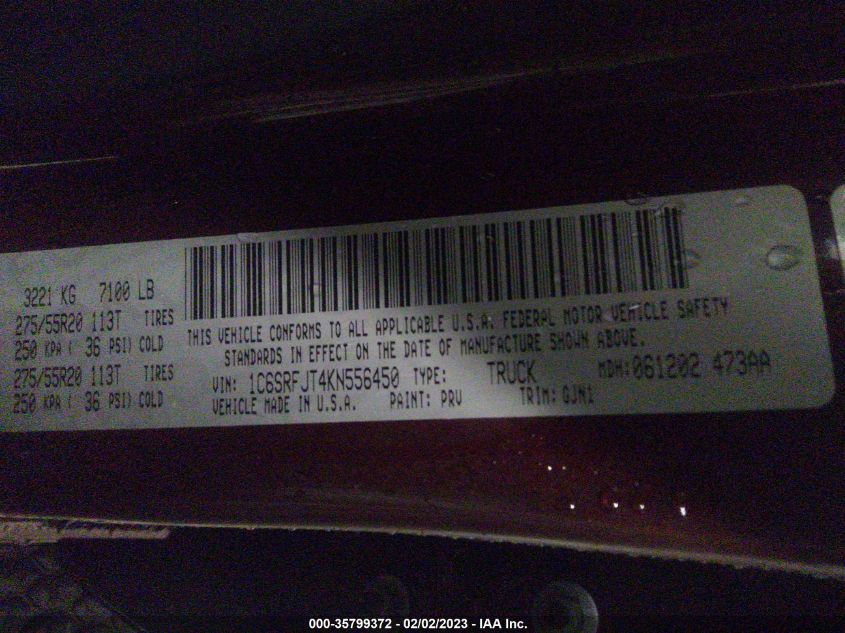 3221 KG 7100 LB
275/55R20 113T TIRES
250 KPA ( 36 PSI) COLD
275/55R20 113T TIRES
250 KPA ( 36 PSI) COLD
THIS VEHICLE CONFORMS TO ALL APPLICABLE U.S.A. FEDERAL MOTOR VEHICLE SAFETY
STANDARDS IN EFFECT ON THE DATE OF MANUFACTURE SHOWN ABOVE.
VIN: 1C6SRFJT4KN556450 TYPE: TRUCK MDH:061202 473AA
VEHICLE MADE IN U.S.A. PAINT: PRV TRIM: GJN1
000-35799372 - 02/02/2023 - IAA Inc.